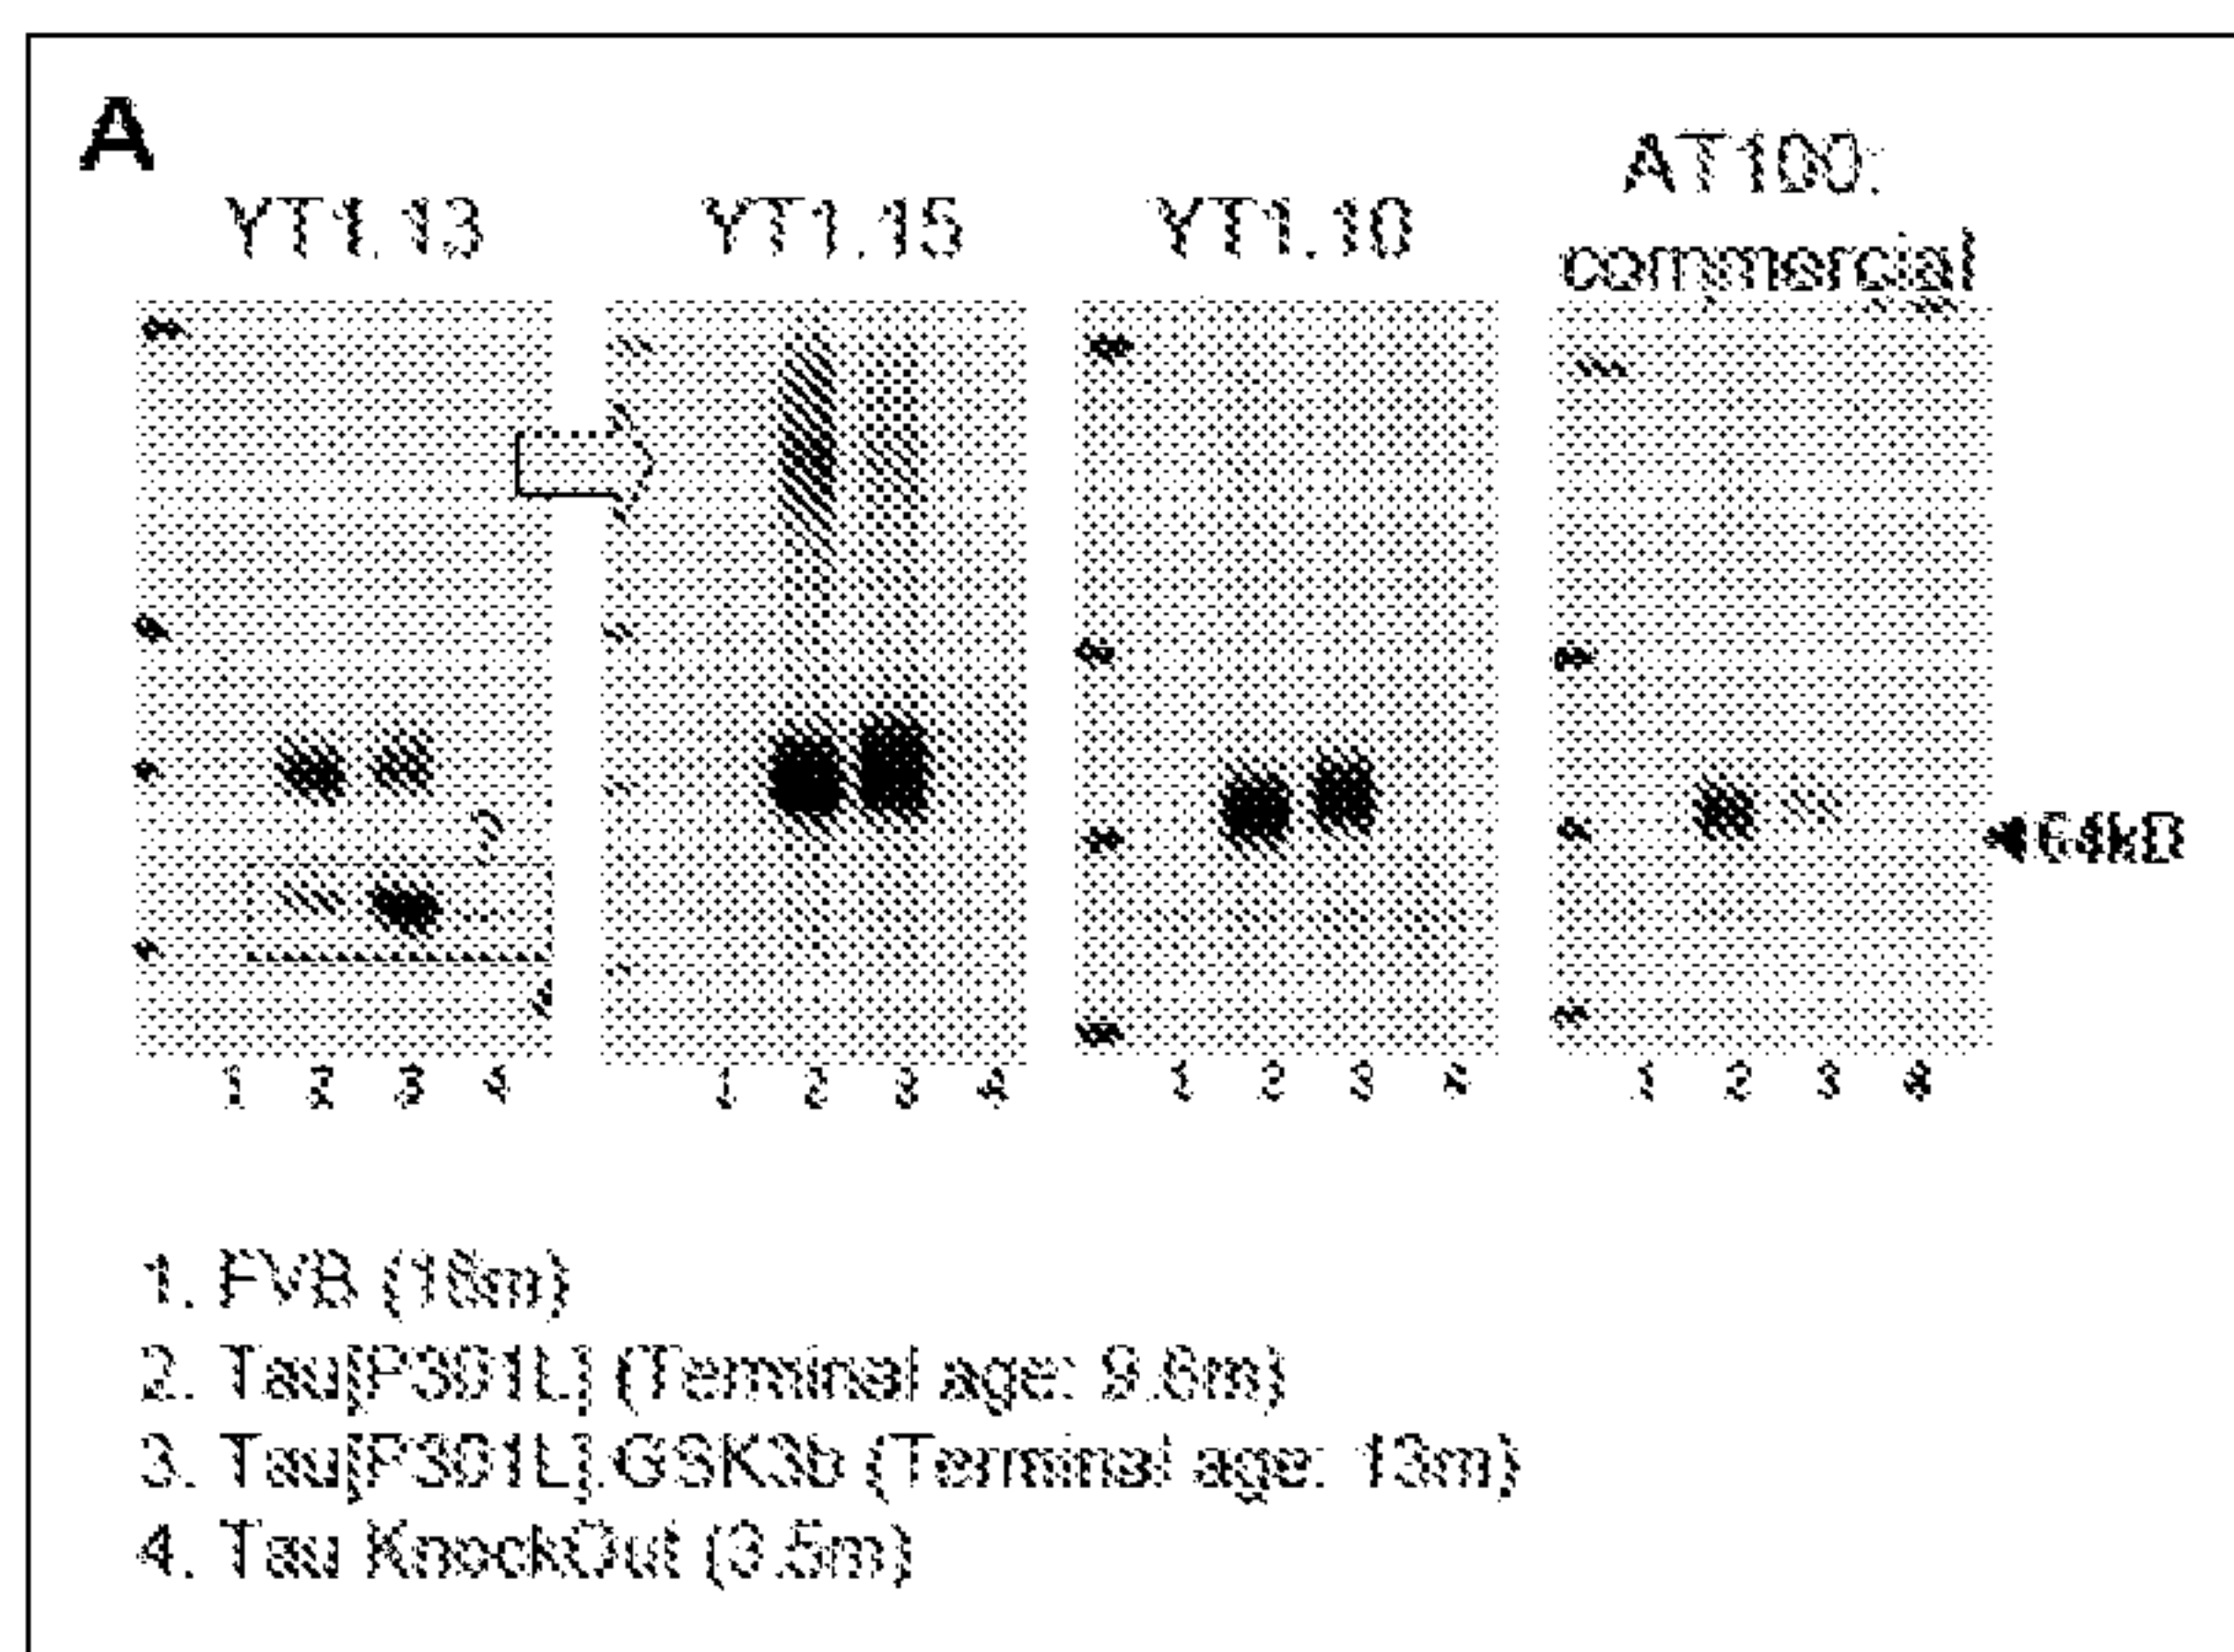 A
YT1.13 YT1.15 YT1.10 AT100: commercial
64kD
1 2 3 4 1 2 3 4 1 2 3 4 1 2 3 4
1. FVB (18m)
2. Tau[P301L] (Terminal age: 9.6m)
3. Tau[P301L].GSK3b (Terminal age: 13m)
4. Tau KnockOut (3.5m)